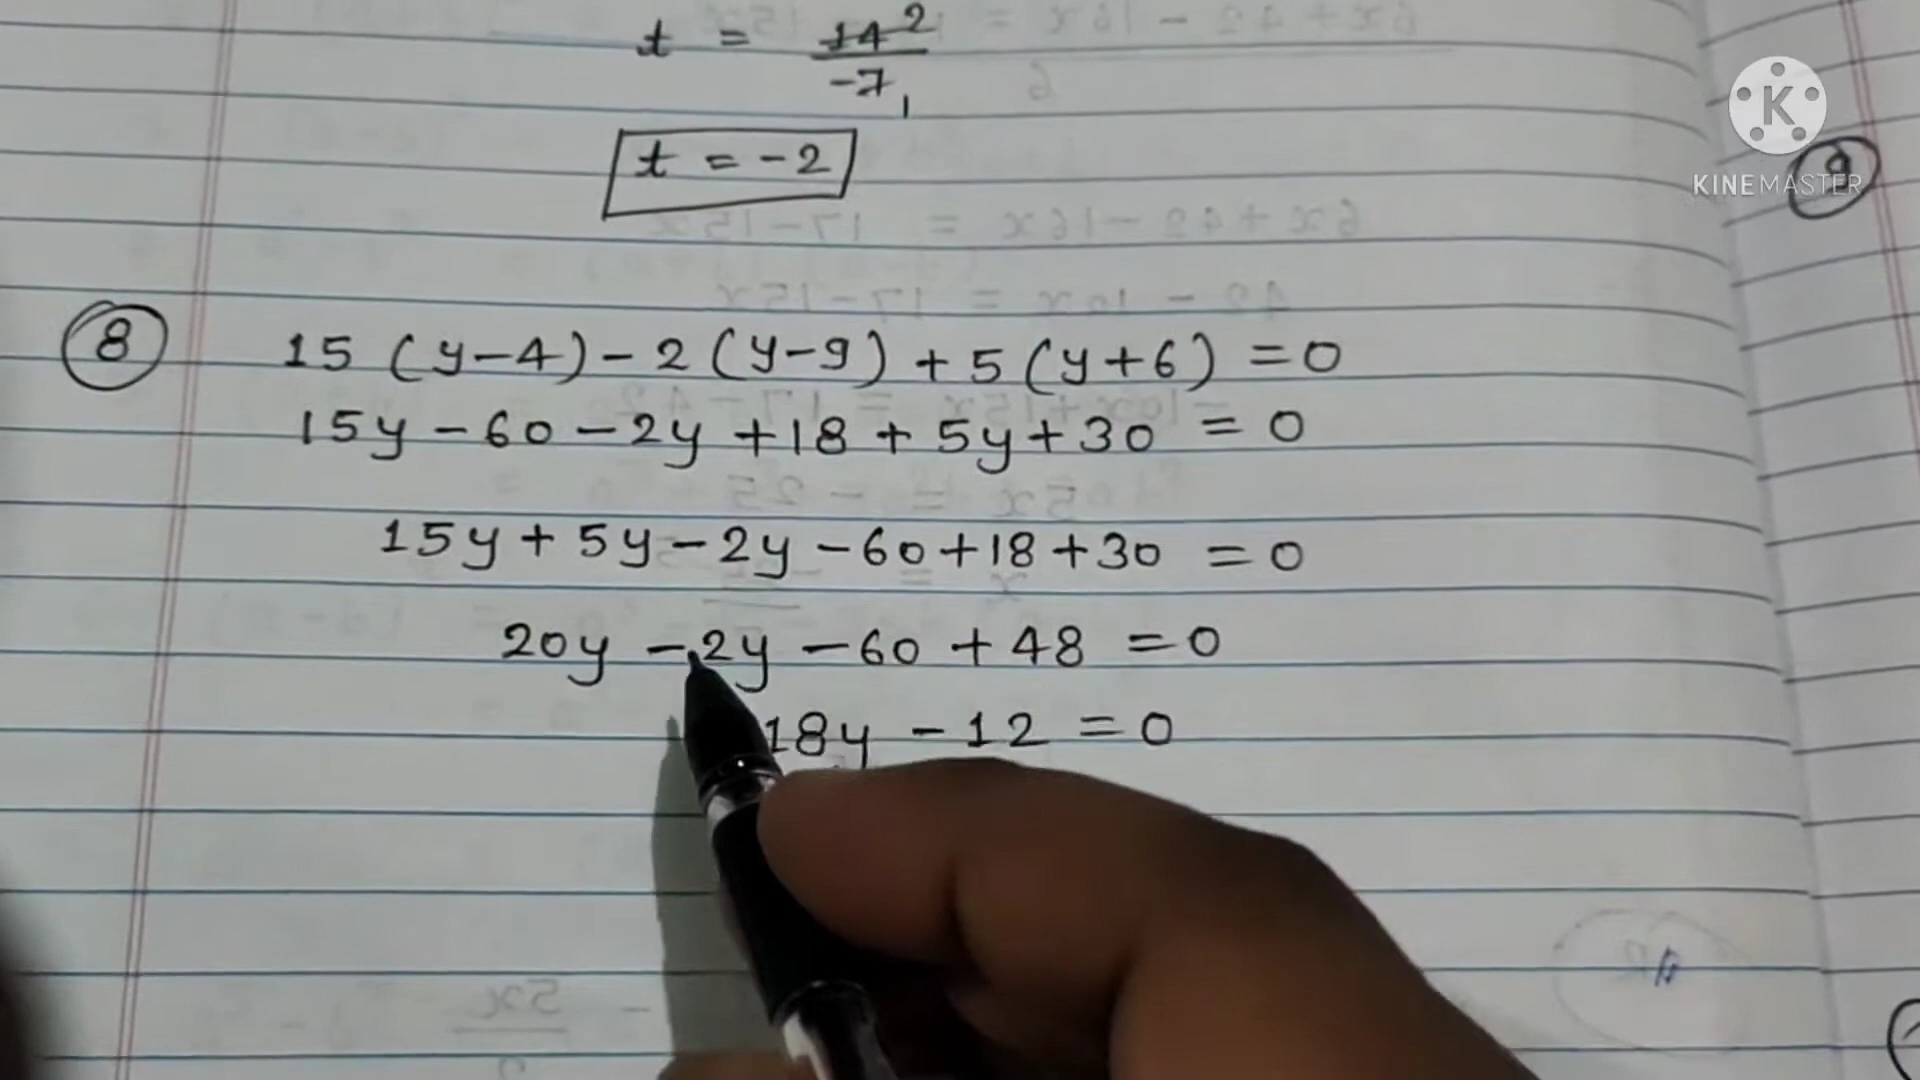 t = 14 2
-7 1
t = -2
K
KINEMASTER
9
8 15 (y-4) - 2 (y-9) + 5 (y+6) = 0
15y - 60 - 2y + 18 + 5y + 30 = 0
15y + 5y - 2y - 60 + 18 + 30 = 0
20y - 2y - 60 + 48 = 0
18y - 12 = 0